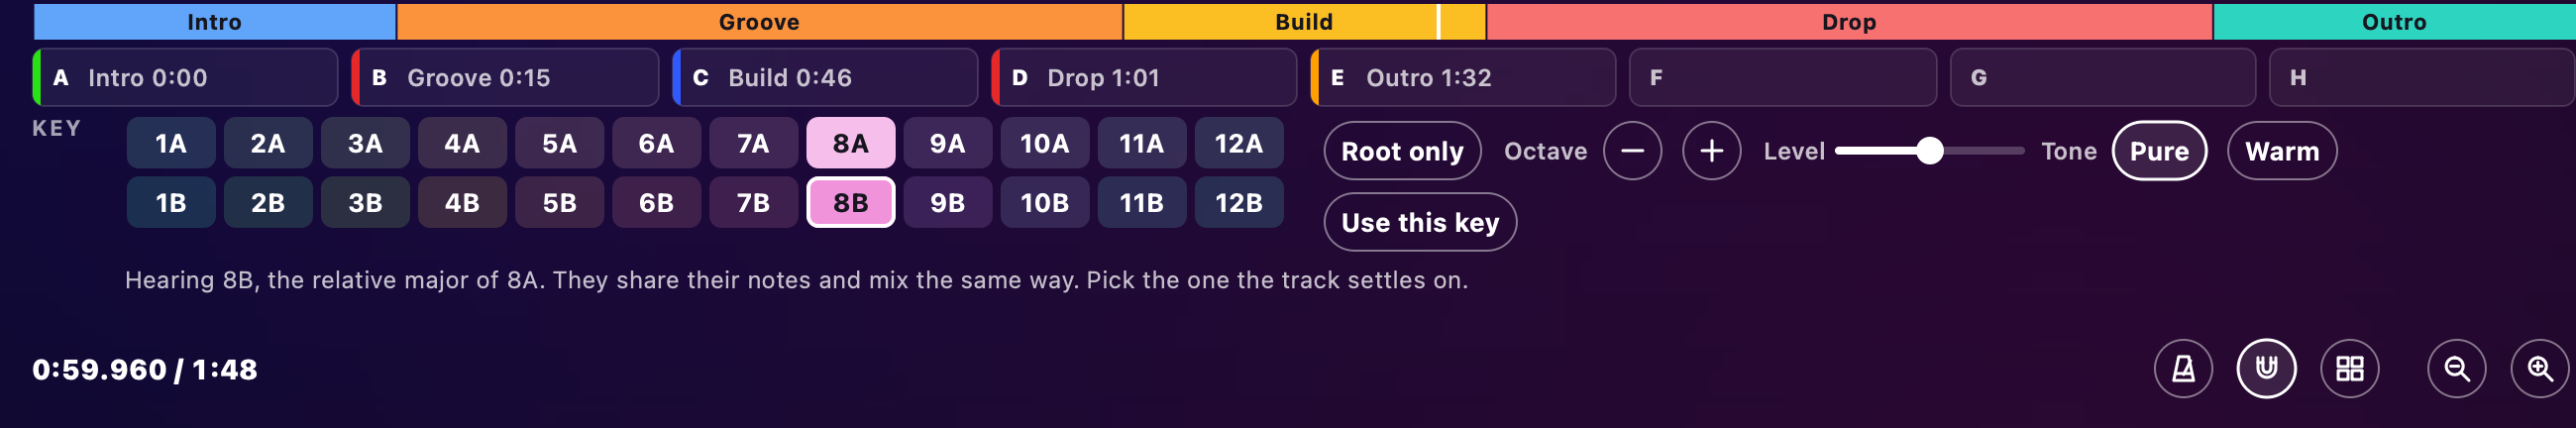 Intro Groove Build Drop Outro
A Intro 0:00 B Groove 0:15 C Build 0:46 D Drop 1:01 E Outro 1:32 F G H
KEY
1A 2A 3A 4A 5A 6A 7A 8A 9A 10A 11A 12A
Root only Octave − + Level Tone Pure Warm
1B 2B 3B 4B 5B 6B 7B 8B 9B 10B 11B 12B
Use this key
Hearing 8B, the relative major of 8A. They share their notes and mix the same way. Pick the one the track settles on.
0:59.960 / 1:48